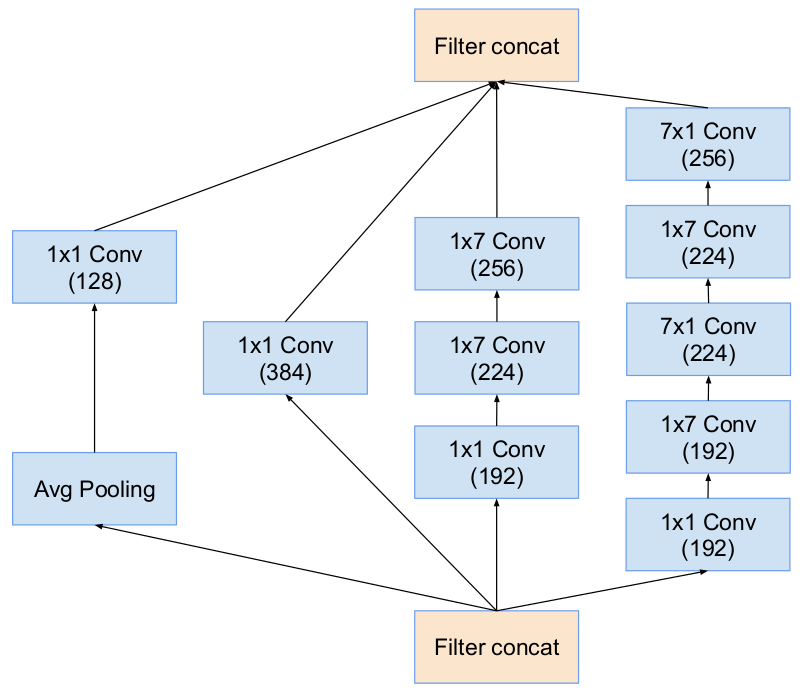 Filter concat
7x1 Conv
(256)
1x7 Conv
(224)
7x1 Conv
(224)
1x7 Conv
(192)
1x1 Conv
(192)
1x7 Conv
(256)
1x7 Conv
(224)
1x1 Conv
(192)
1x1 Conv
(384)
1x1 Conv
(128)
Avg Pooling
Filter concat